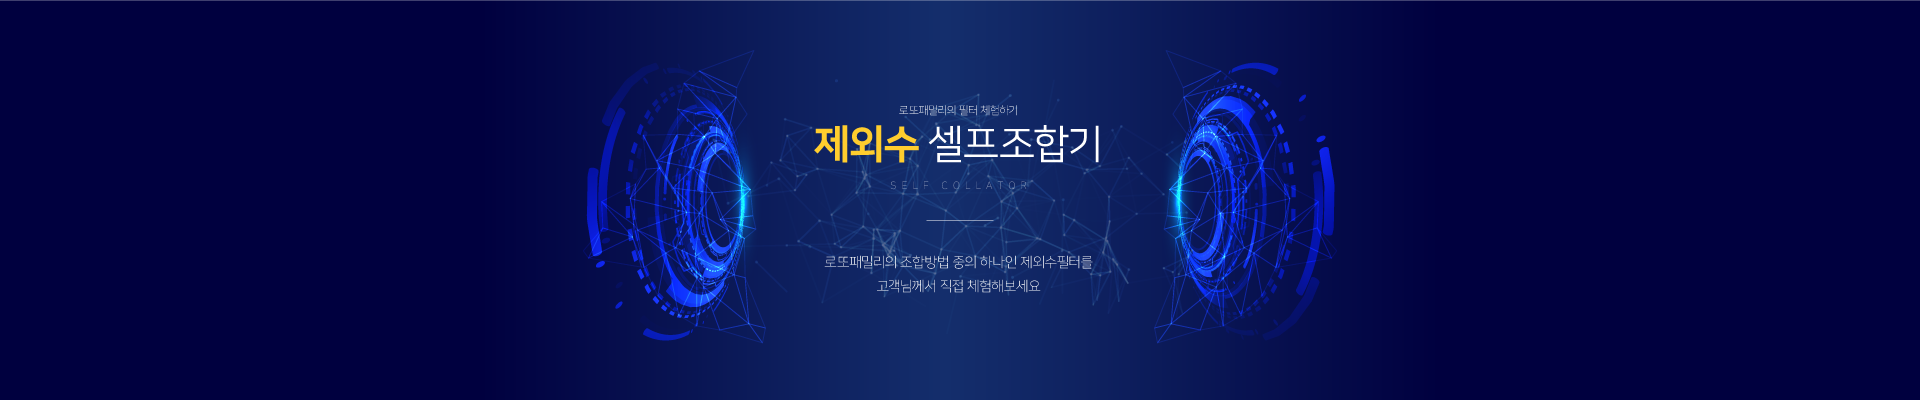 로또패밀리의 필터 체험하기
제외수 셀프조합기
SELF COLLATOR
로또패밀리의 조합방법 중의 하나인 제외수필터를
고객님께서 직접 체험해보세요